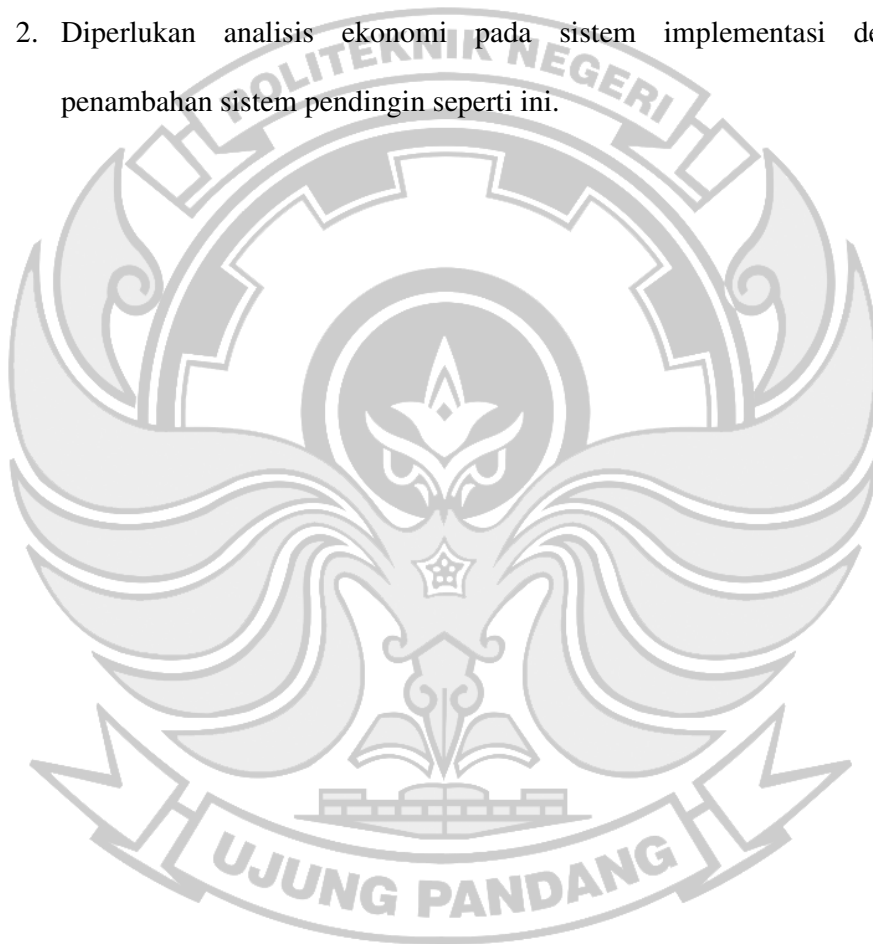 2. Diperlukan analisis ekonomi pada sistem implementasi de
penambahan sistem pendingin seperti ini.
POLITEKNIK NEGERI
UJUNG PANDANG